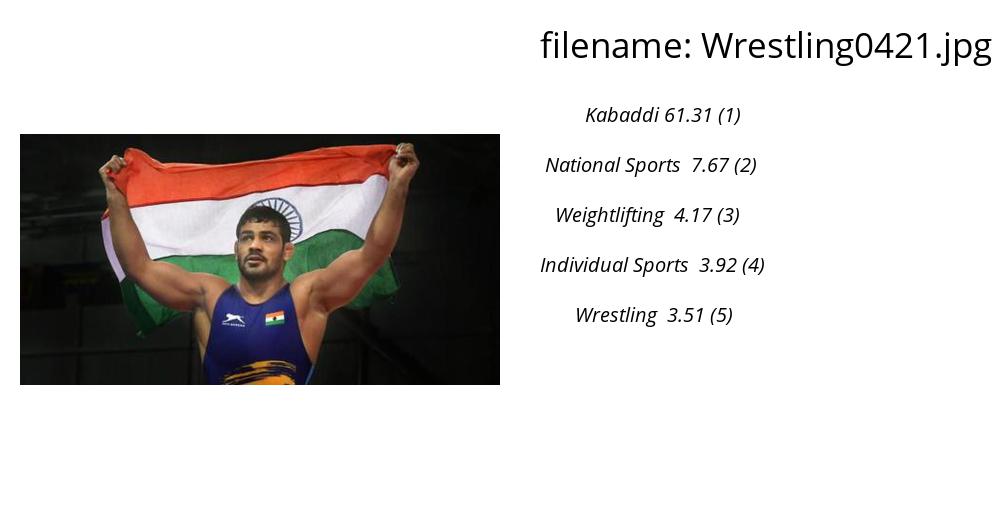 filename: Wrestling0421.jpg
Kabaddi 61.31 (1)
National Sports 7.67 (2)
Weightlifting 4.17 (3)
Individual Sports 3.92 (4)
Wrestling 3.51 (5)